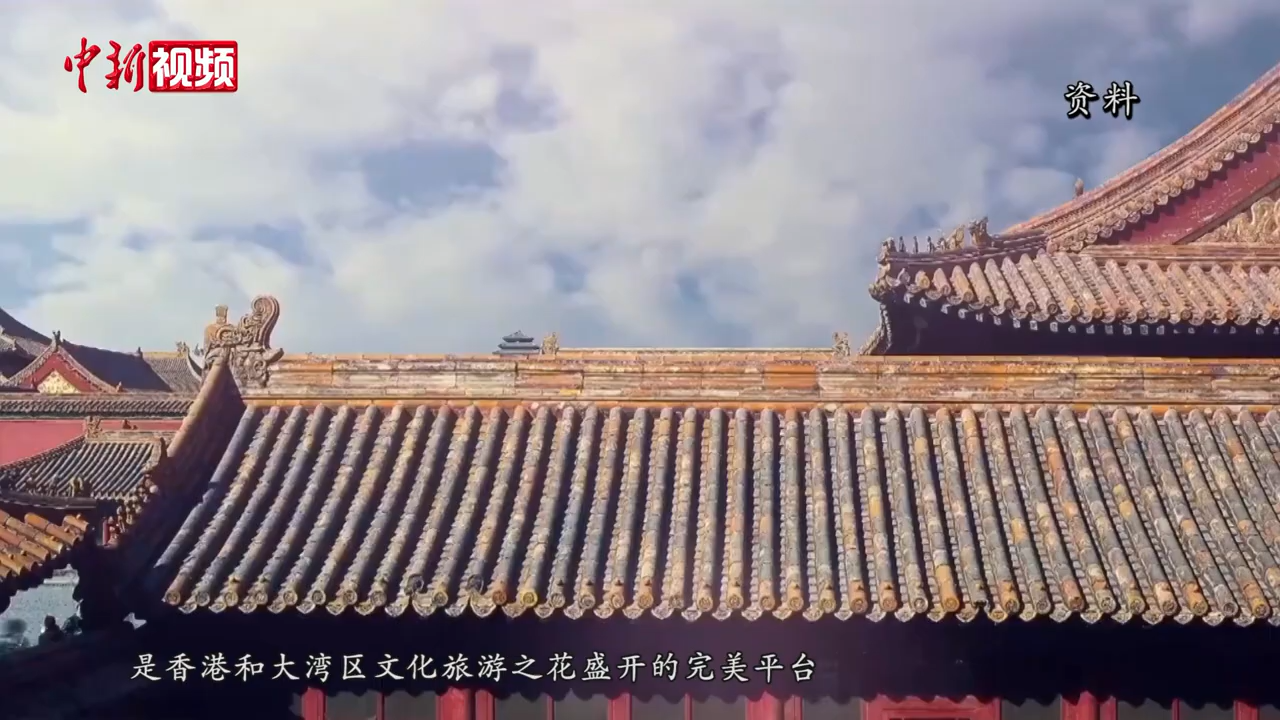 中新视频
资料
是香港和大湾区文化旅游之花盛开的完美平台